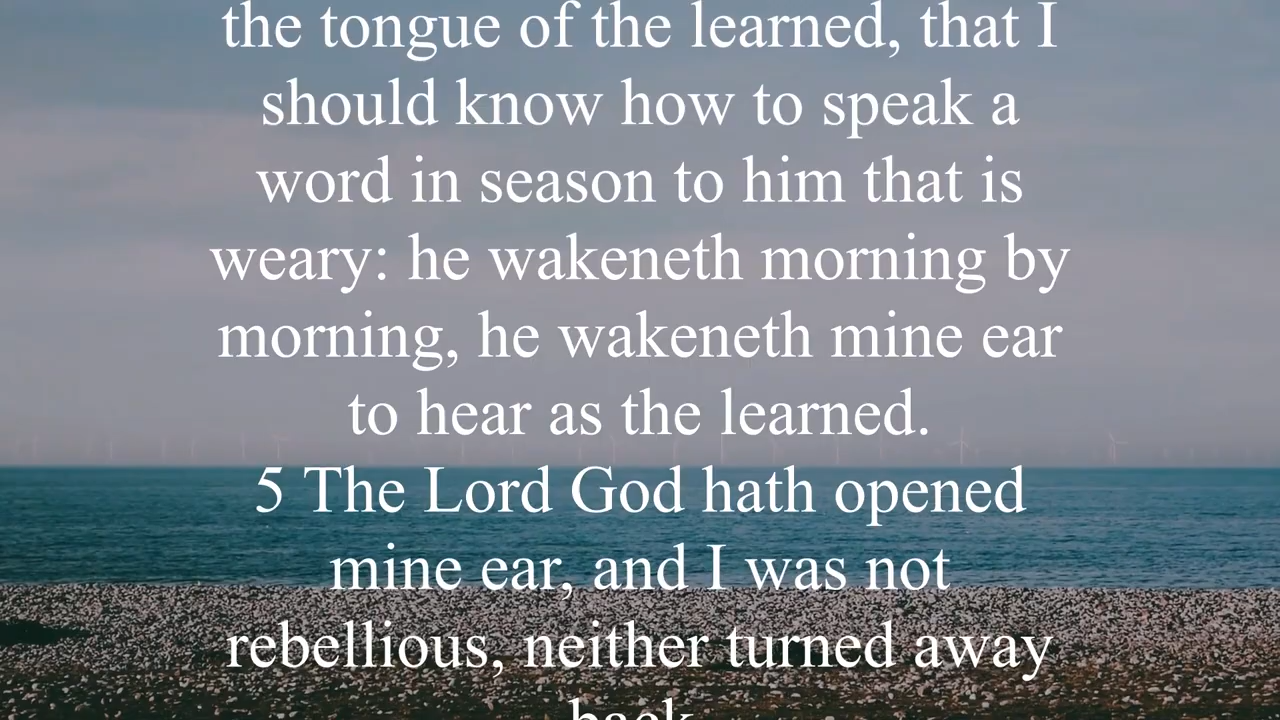 the tongue of the learned, that I
should know how to speak a
word in season to him that is
weary: he wakeneth morning by
morning, he wakeneth mine ear
to hear as the learned.
5 The Lord God hath opened
mine ear, and I was not
rebellious, neither turned away
back.